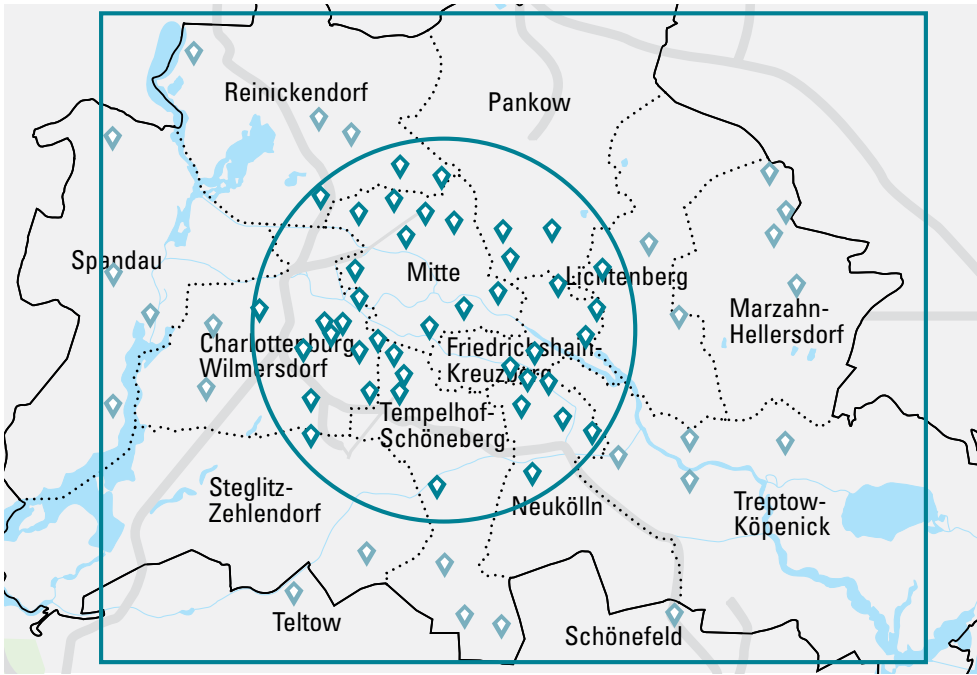 Reinickendorf
Pankow
Spandau
Mitte
Lichtenberg
Marzahn-
Hellersdorf
Charlottenburg
Wilmersdorf
Friedrichshain-
Kreuzberg
Tempelhof-
Schöneberg
Steglitz-
Zehlendorf
Neukölln
Treptow-
Köpenick
Teltow
Schönefeld